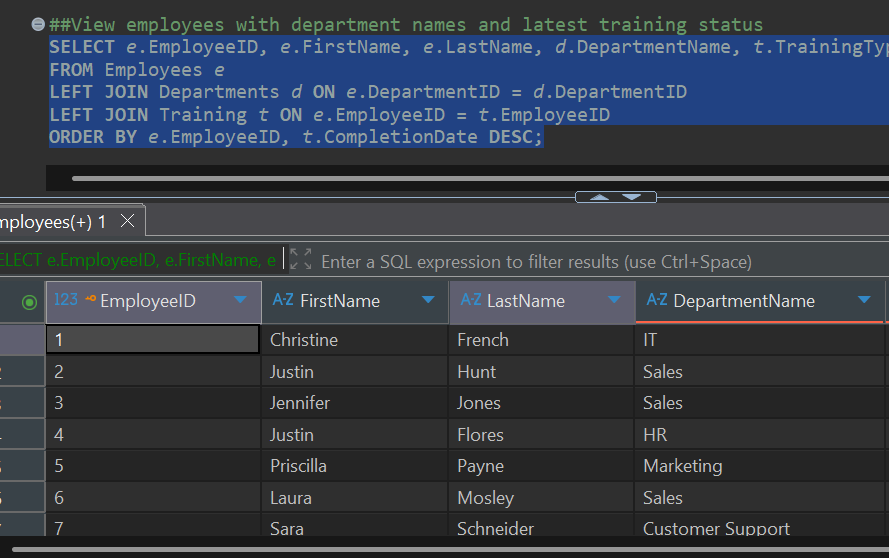 ##View employees with department names and latest training status
SELECT e.EmployeeID, e.FirstName, e.LastName, d.DepartmentName, t.TrainingTyp
FROM Employees e
LEFT JOIN Departments d ON e.DepartmentID = d.DepartmentID
LEFT JOIN Training t ON e.EmployeeID = t.EmployeeID
ORDER BY e.EmployeeID, t.CompletionDate DESC;
mployees(+) 1
ELECT e.EmployeeID, e.FirstName, e Enter a SQL expression to filter results (use Ctrl+Space)
123 EmployeeID A-Z FirstName A-Z LastName A-Z DepartmentName
1 Christine French IT
2 Justin Hunt Sales
3 Jennifer Jones Sales
4 Justin Flores HR
5 Priscilla Payne Marketing
6 Laura Mosley Sales
7 Sara Schneider Customer Support